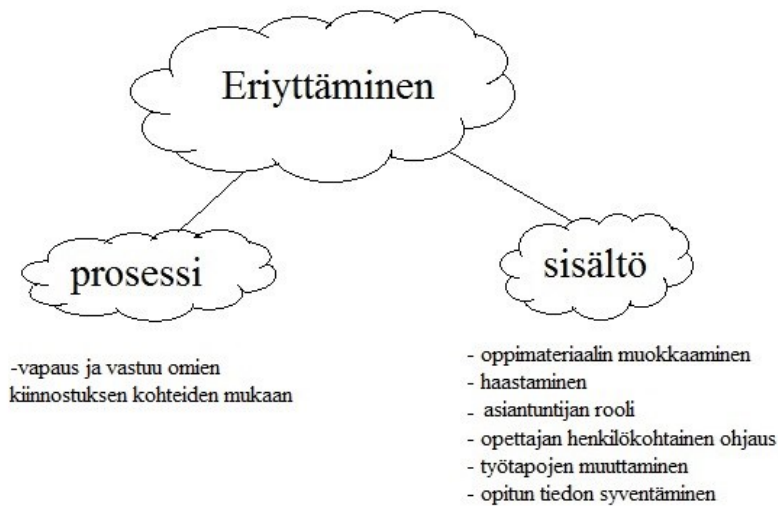 Eriyttäminen
prosessi
sisältö
-vapaus ja vastuu omien
kiinnostuksen kohteiden mukaan
- oppimateriaalin muokkaaminen
- haastaminen
- asiantuntijan rooli
- opettajan henkilökohtainen ohjaus
- työtapojen muuttaminen
- opitun tiedon syventäminen